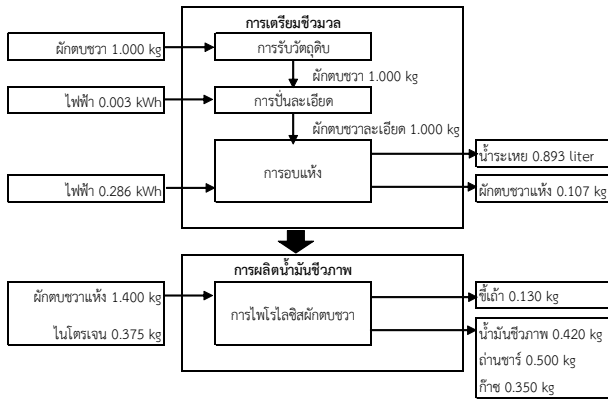 การเตรียมชีวมวล
ผักตบชวา 1.000 kg
การรับวัตถุดิบ
ผักตบชวา 1.000 kg
ไฟฟ้า 0.003 kWh
การปั่นละเอียด
ผักตบชวาละเอียด 1.000 kg
การอบแห้ง
น้ำระเหย 0.893 liter
ไฟฟ้า 0.286 kWh
ผักตบชวาแห้ง 0.107 kg
การผลิตน้ำมันชีวภาพ
ผักตบชวาแห้ง 1.400 kg
ไนโตรเจน 0.375 kg
การไพโรไลซิสผักตบชวา
ขี้เถ้า 0.130 kg
น้ำมันชีวภาพ 0.420 kg
ถ่านชาร์ 0.500 kg
ก๊าซ 0.350 kg